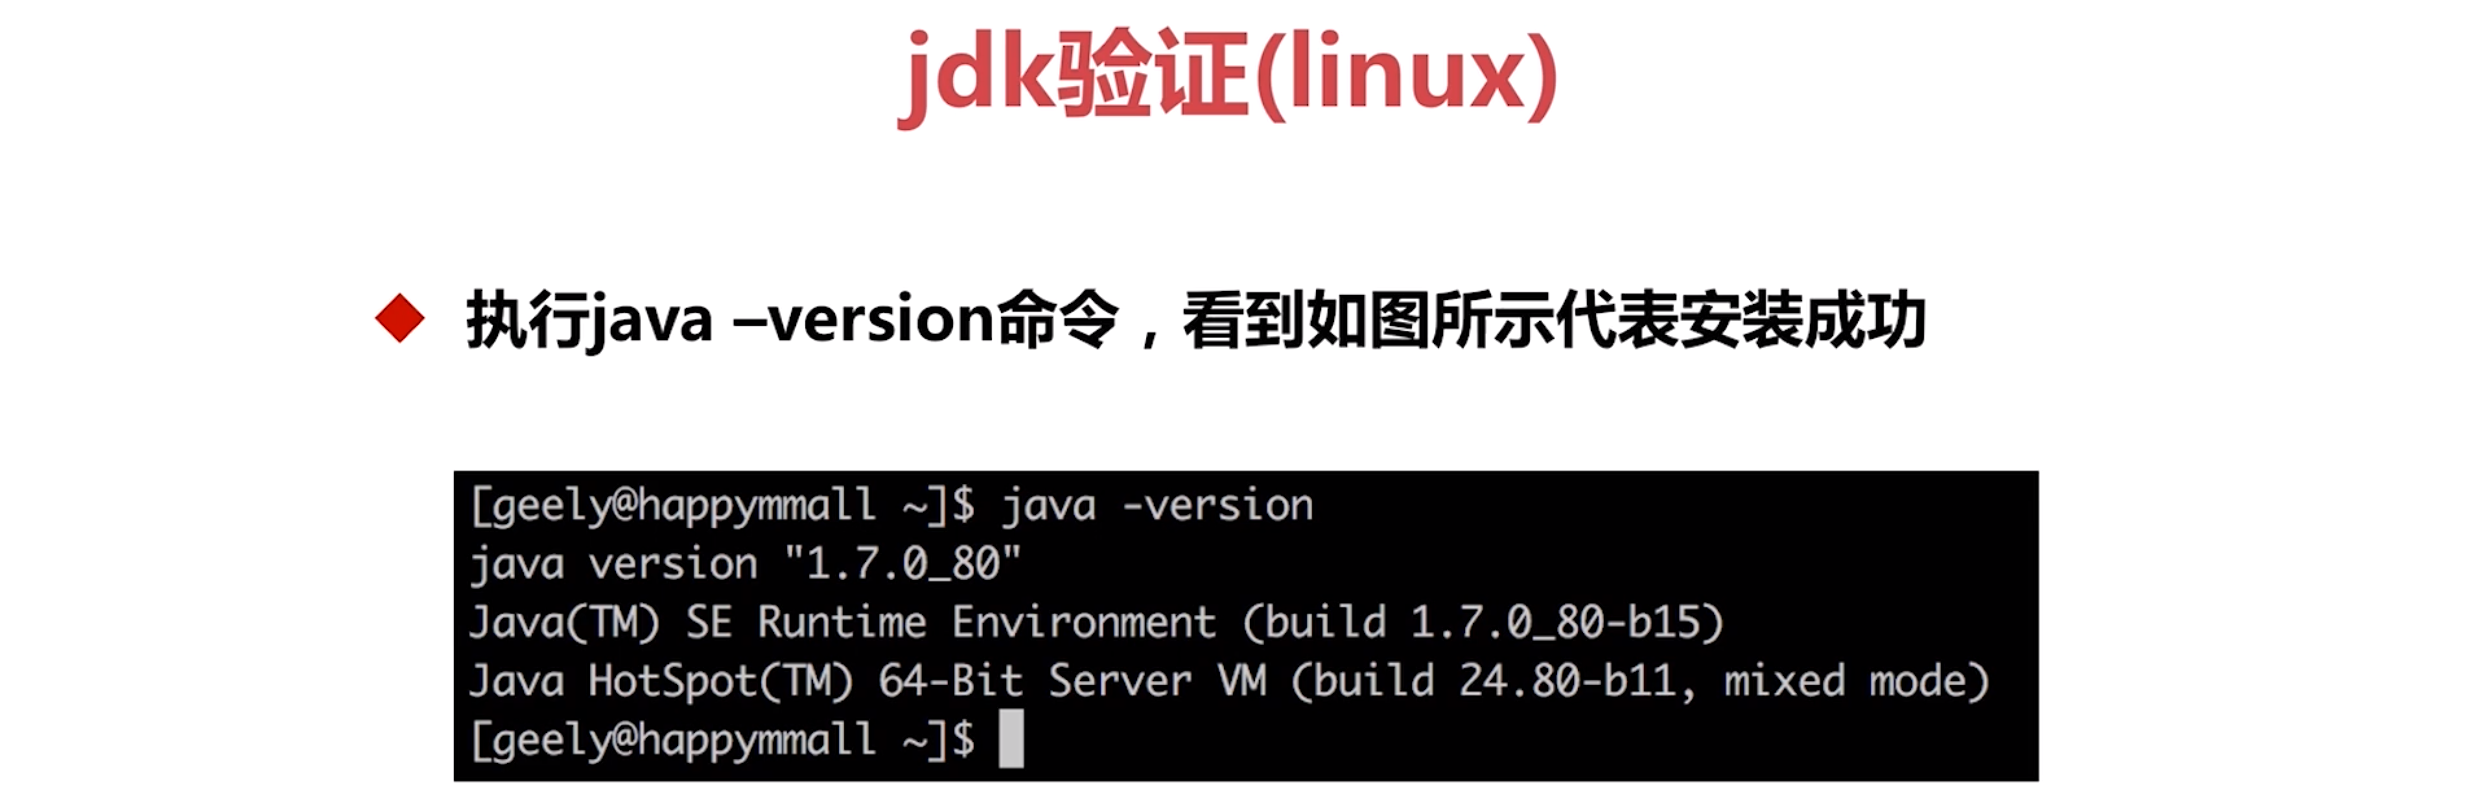 jdk验证(linux)
执行java –version命令，看到如图所示代表安装成功
[geely@happymmall ~]$ java -version
java version "1.7.0_80"
Java(TM) SE Runtime Environment (build 1.7.0_80-b15)
Java HotSpot(TM) 64-Bit Server VM (build 24.80-b11, mixed mode)
[geely@happymmall ~]$